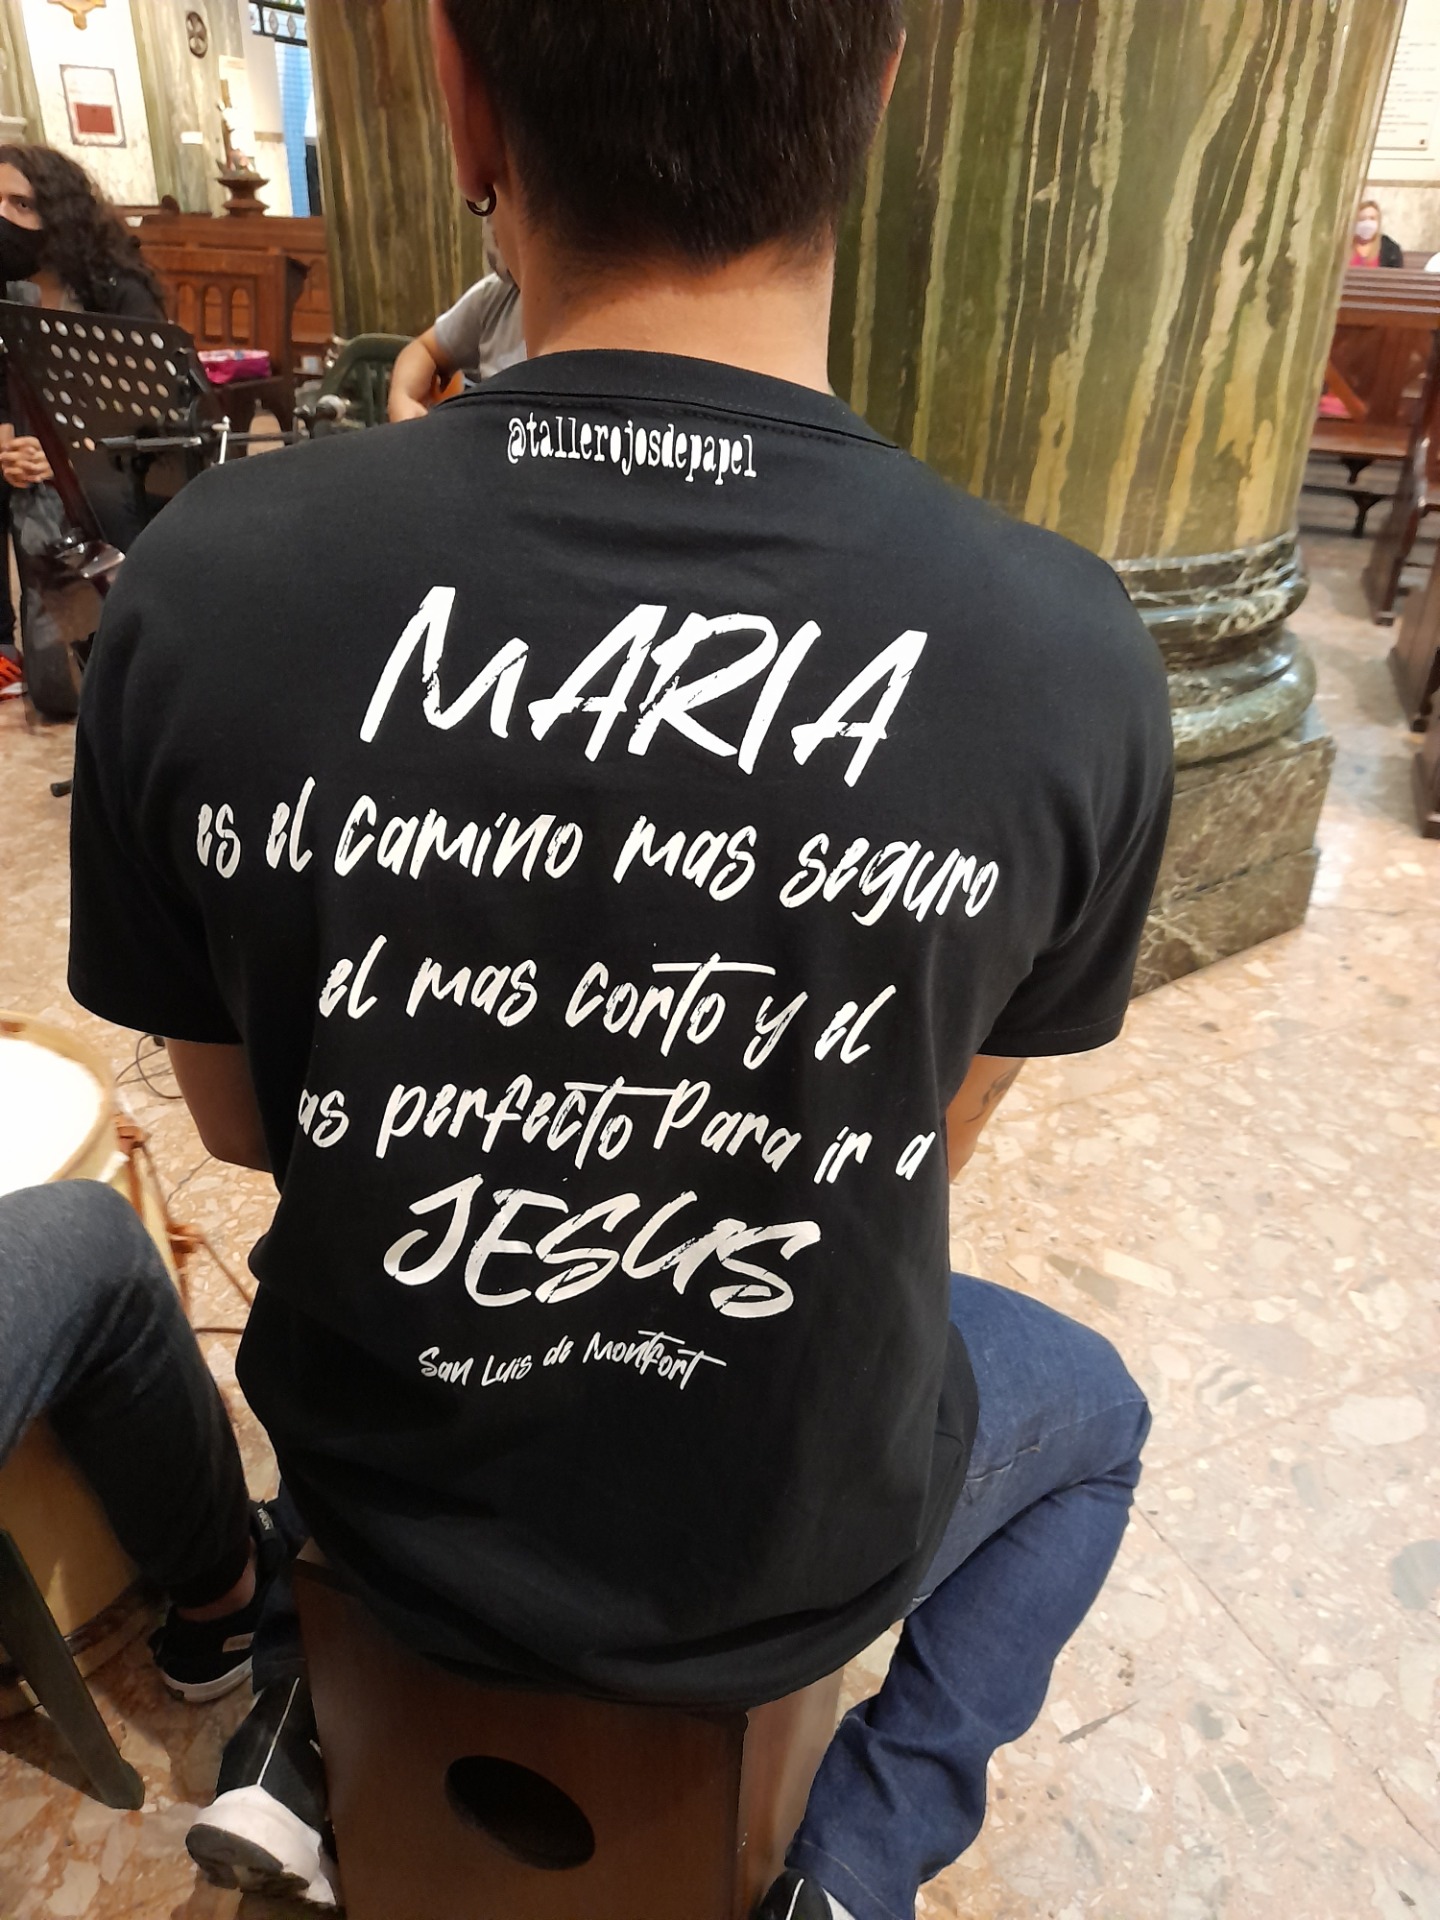 @tallerojosdepapel
MARIA
es el camino mas seguro
el mas corto y el
as perfecto Para ir a
JESUS
San Luis de Montfort